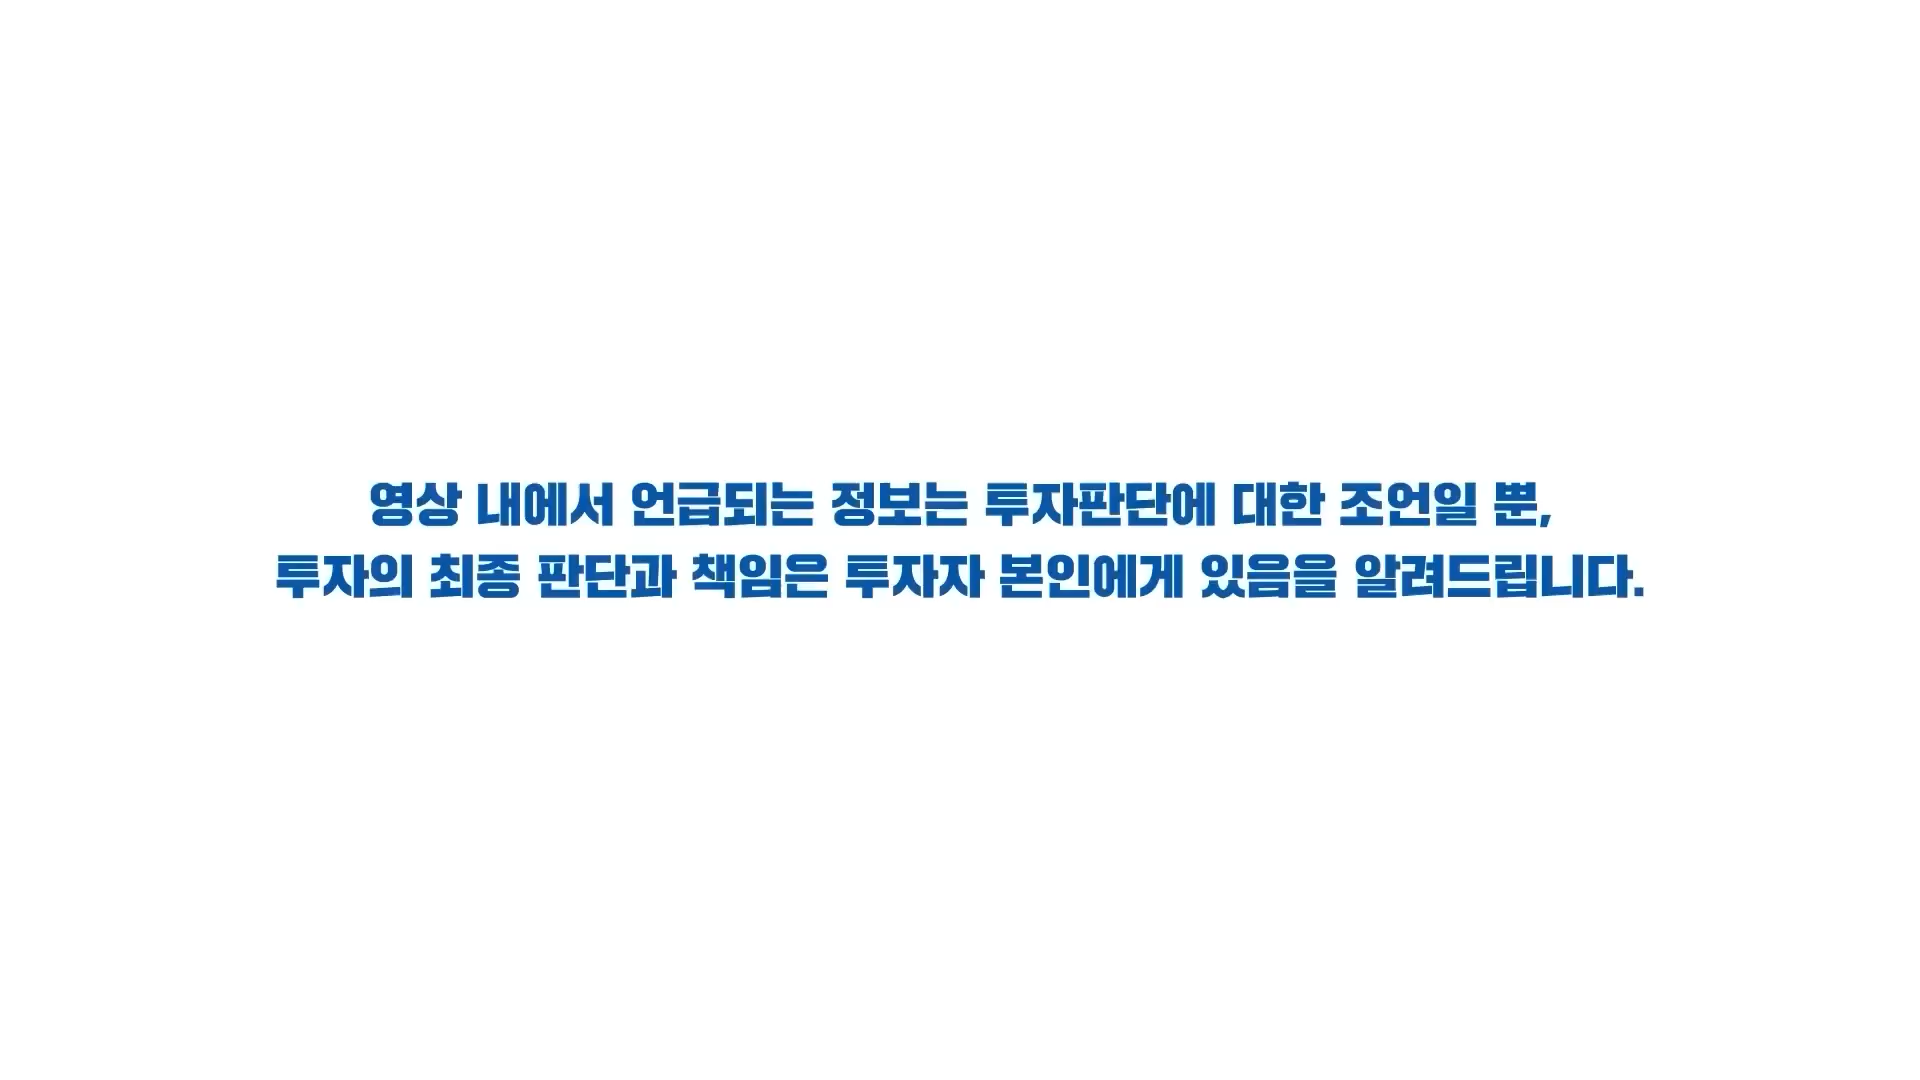 영상 내에서 언급되는 정보는 투자판단에 대한 조언일 뿐,
투자의 최종 판단과 책임은 투자자 본인에게 있음을 알려드립니다.